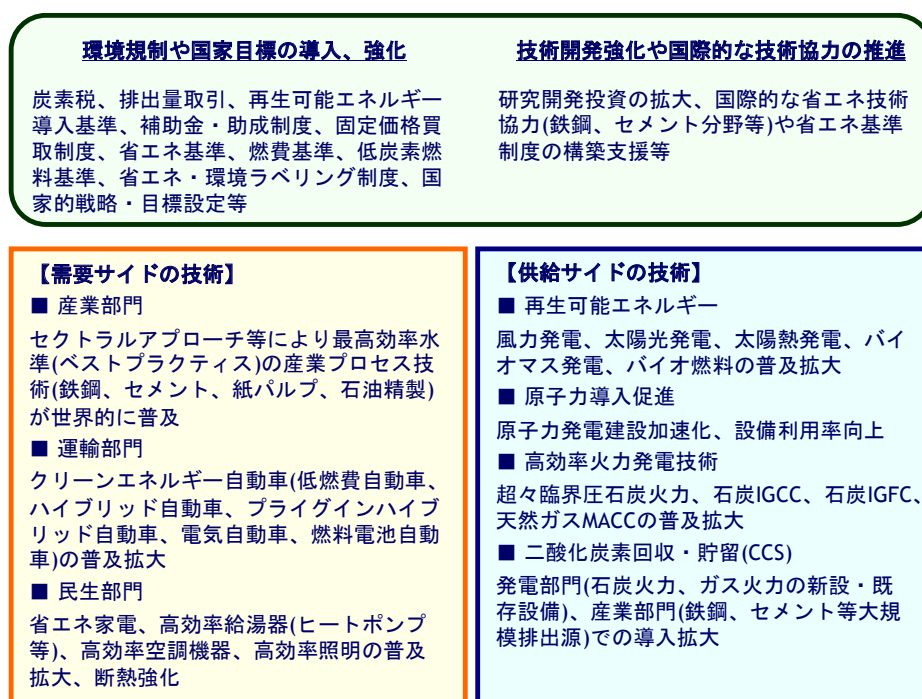 環境規制や国家目標の導入、強化
炭素税、排出量取引、再生可能エネルギー
導入基準、補助金・助成制度、固定価格買
取制度、省エネ基準、燃費基準、低炭素燃
料基準、省エネ・環境ラベリング制度、国
家的戦略・目標設定等
技術開発強化や国際的な技術協力の推進
研究開発投資の拡大、国際的な省エネ技術
協力(鉄鋼、セメント分野等)や省エネ基準
制度の構築支援等
【需要サイドの技術】
■ 産業部門
セクトラルアプローチ等により最高効率水
準(ベストプラクティス)の産業プロセス技
術(鉄鋼、セメント、紙パルプ、石油精製)
が世界的に普及
■ 運輸部門
クリーンエネルギー自動車(低燃費自動車、
ハイブリッド自動車、プライグインハイブ
リッド自動車、電気自動車、燃料電池自動
車)の普及拡大
■ 民生部門
省エネ家電、高効率給湯器(ヒートポンプ
等)、高効率空調機器、高効率照明の普及
拡大、断熱強化
【供給サイドの技術】
■ 再生可能エネルギー
風力発電、太陽光発電、太陽熱発電、バイ
オマス発電、バイオ燃料の普及拡大
■ 原子力導入促進
原子力発電建設加速化、設備利用率向上
■ 高効率火力発電技術
超々臨界圧石炭火力、石炭IGCC、石炭IGFC、
天然ガスMACCの普及拡大
■ 二酸化炭素回収・貯留(CCS)
発電部門(石炭火力、ガス火力の新設・既
存設備)、産業部門(鉄鋼、セメント等大規
模排出源)での導入拡大